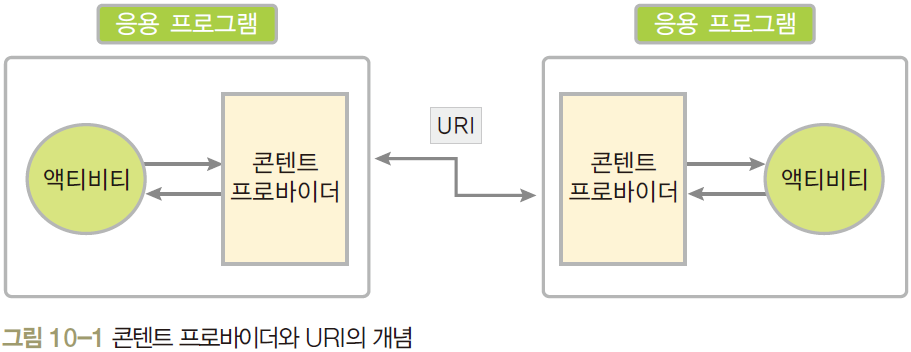 응용 프로그램
응용 프로그램
액티비티
콘텐트
프로바이더
URI
콘텐트
프로바이더
액티비티
그림 10-1 콘텐트 프로바이더와 URI의 개념